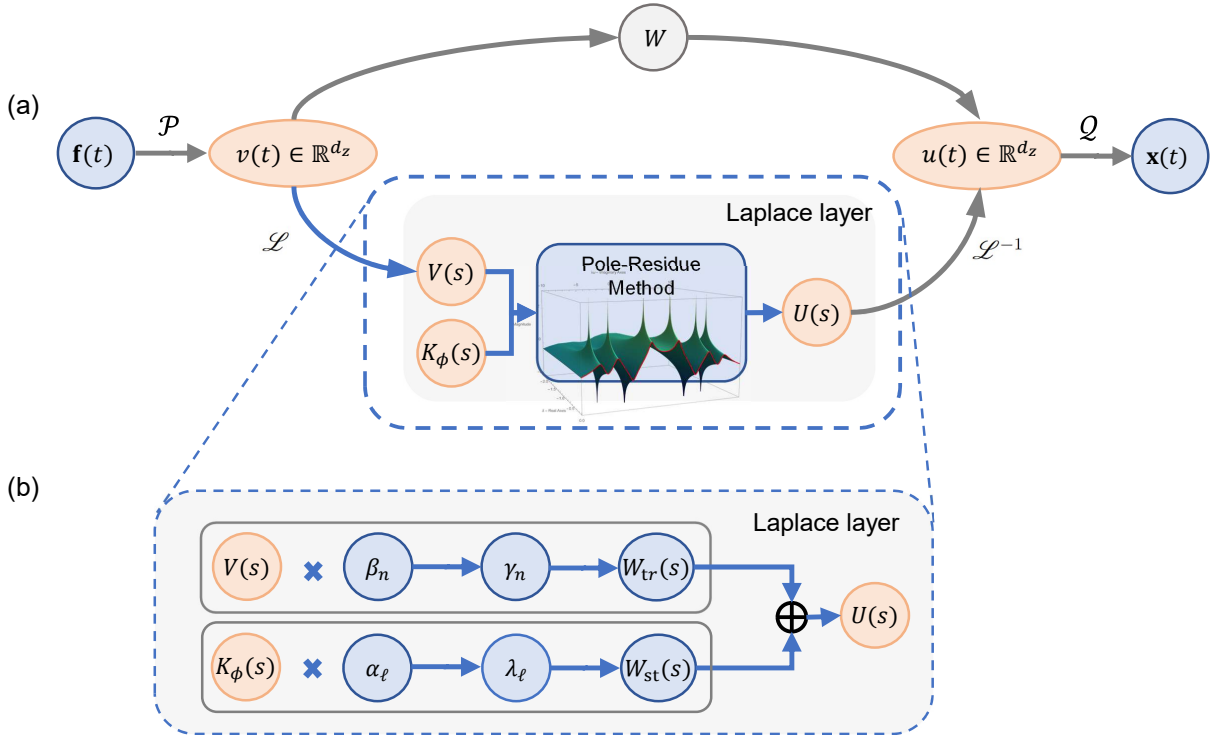 W
(a)
𝒫
f(t)
v(t) ∈ ℝ^{d_z}
u(t) ∈ ℝ^{d_z}
𝒬
x(t)
Laplace layer
ℒ
ℒ⁻¹
V(s)
Pole-Residue
Method
U(s)
K_ϕ(s)
(b)
Laplace layer
V(s) × β_n γ_n W_tr(s)
⊕ U(s)
K_ϕ(s) × α_ℓ λ_ℓ W_st(s)